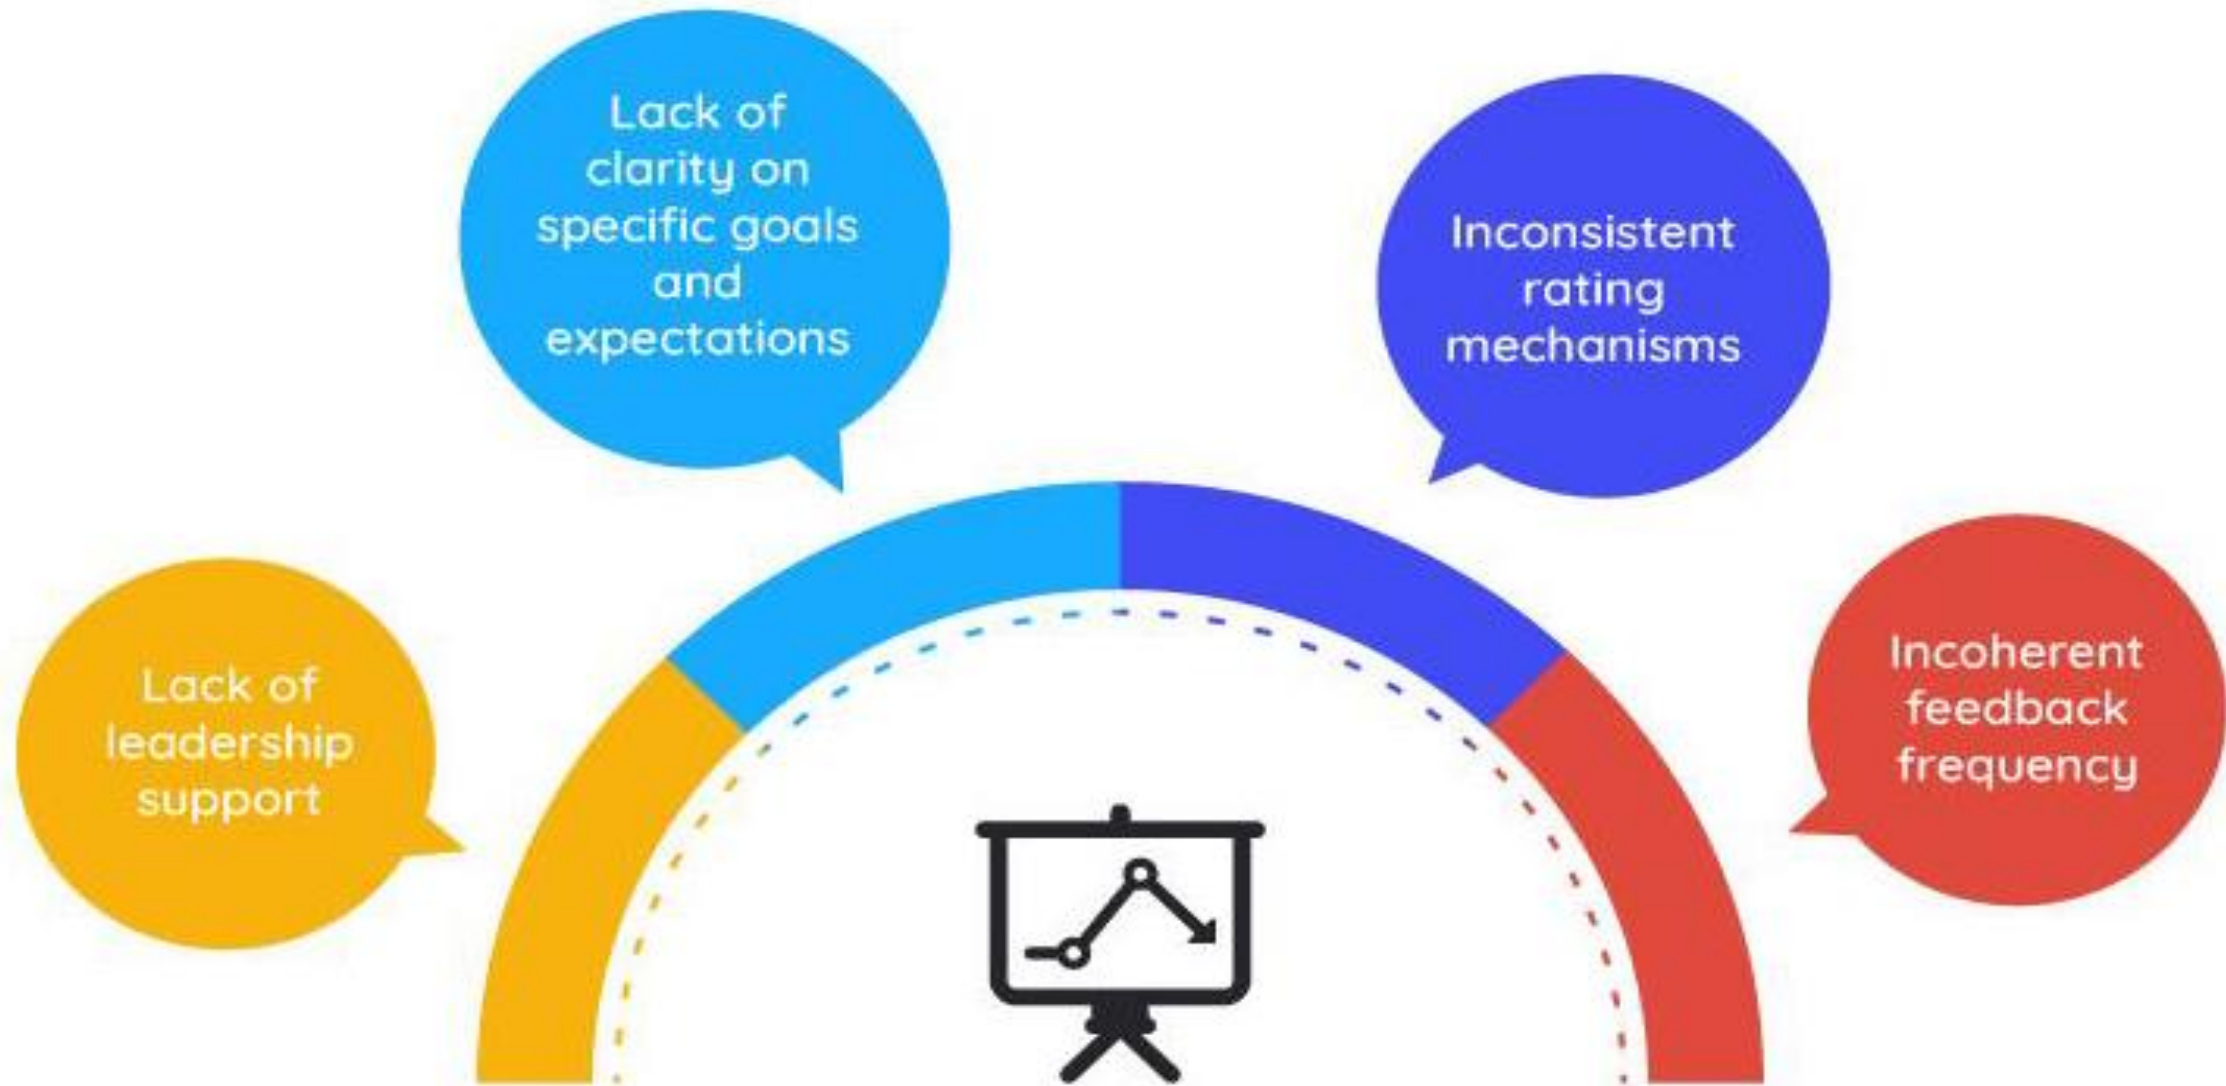 Lack of
clarity on
specific goals
and
expectations
Inconsistent
rating
mechanisms
Lack of
leadership
support
Incoherent
feedback
frequency